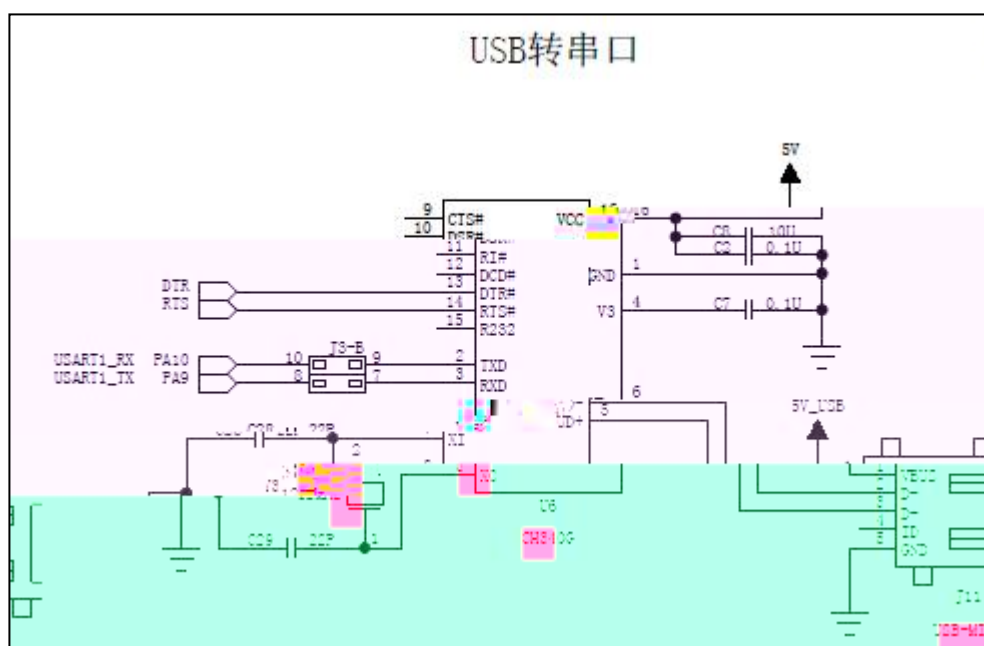 USB转串口
5V
9 CTS# VCC
10
11 RI# C8 10U
12 DCD# C2 0.1U
DTR 13 DTR# GND 1
RTS 14 RTS# V3 4 C7 0.1U
15 R232
J3-B
USART1_RX PA10 10 9 2 TXD
USART1_TX PA9 8 7 3 RXD
6
UD+ 5 5V_USB
XI
2
U6
C29 22P 1 GND
J11